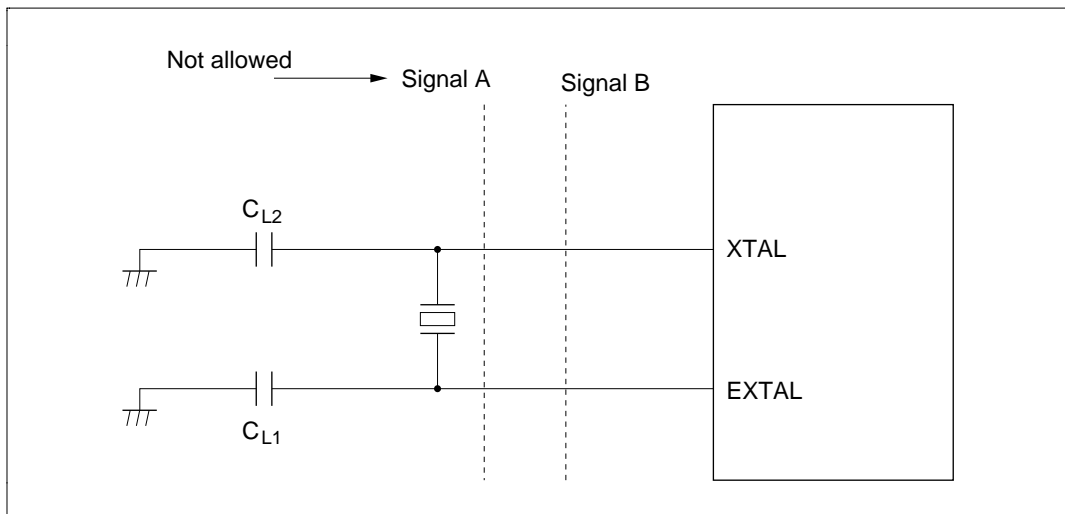 Not allowed
Signal A
Signal B
CL2
XTAL
EXTAL
CL1